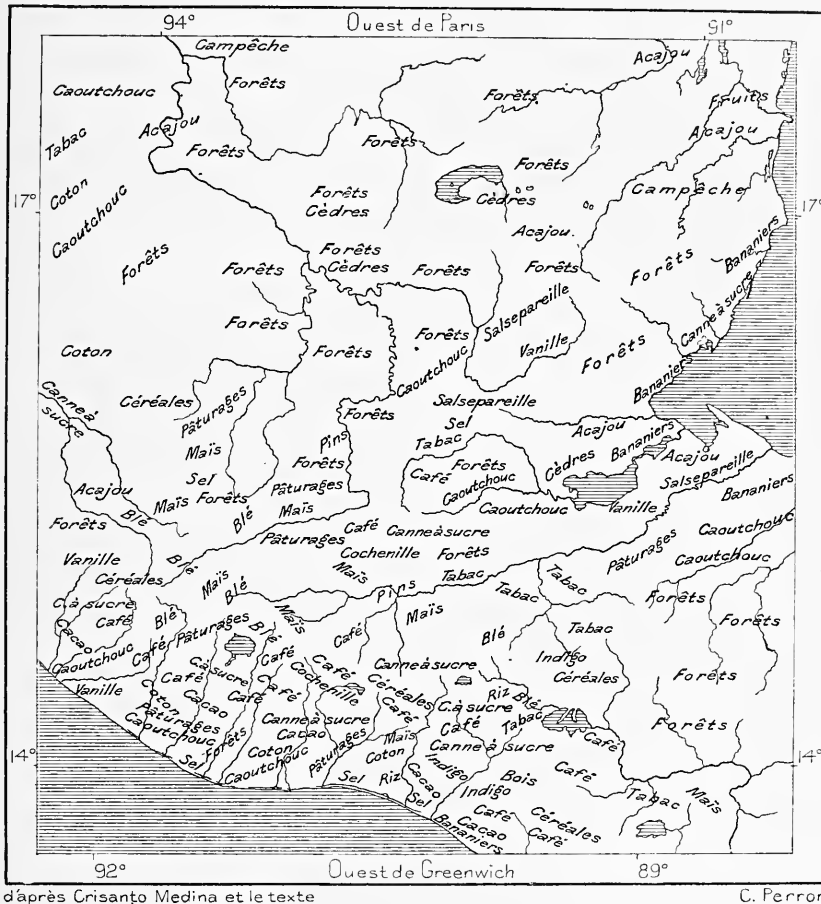 94° Ouest de Paris 91°
Campêche
Acajou
Caoutchouc
Forêts
Forêts
Fruits
Tabac
Acajou
Forêts
Acajou
Forêts
Forêts
Coton
Forêts
Cèdres
Cèdres
Campêche
17°
17°
Caoutchouc
Acajou
Forêts
Forêts
Cèdres
Forêts
Forêts
Forêts
Forêts
Bananiers
Forêts
Forêts
Forêts
Salsepareille
Vanille
Canne à sucre
Coton
Caoutchouc
Forêts
Bananiers
Canne à
sucre
Céréales
Pâturages
Salsepareille
Forêts
Sel
Tabac
Acajou
Bananiers
Maïs
Pins
Sel
Forêts
Café
Forêts
Caoutchouc
Cèdres
Acajou
Salsepareille
Acajou
Maïs
Forêts
Pâturages
Maïs
Caoutchouc
Vanille
Bananiers
Forêts
Blé
Blé
Café
Canne à sucre
Caoutchouc
Pâturages
Cochenille
Forêts
Pâturages
Caoutchouc
Vanille
Blé
Céréales
Maïs
Maïs
Tabac
Tabac
Blé
Pins
Tabac
Forêts
C. à sucre
Café
Blé
Maïs
Maïs
Forêts
Cacao
Café
Pâturages
Blé
Café
Blé
Tabac
Caoutchouc
Indigo
Céréales
Vanille
C. à sucre
Café
Café
Canne à sucre
Forêts
Café
Café
Cochenille
Céréales
Coton
Cacao
Café
Café
C. à sucre
Riz
Blé
Pâturages
Canne à sucre
Café
Tabac
Forêts
Caoutchouc
Forêts
Cacao
Maïs
Canne à sucre
Café
Coton
Pâturages
Coton
14°
14°
Sel
Caoutchouc
Sel
Riz
Cacao
Indigo
Bois
Café
Indigo
Tabac
Maïs
Sel
Café
Céréales
Bananiers
Cacao
Café
92° Ouest de Greenwich 89°
d'après Crisanto Medina et le texte
C. Perron